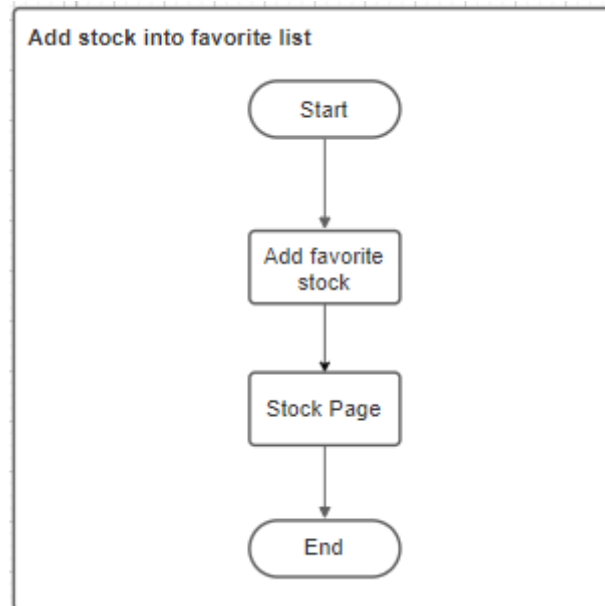 Add stock into favorite list
Start
Add favorite
stock
Stock Page
End